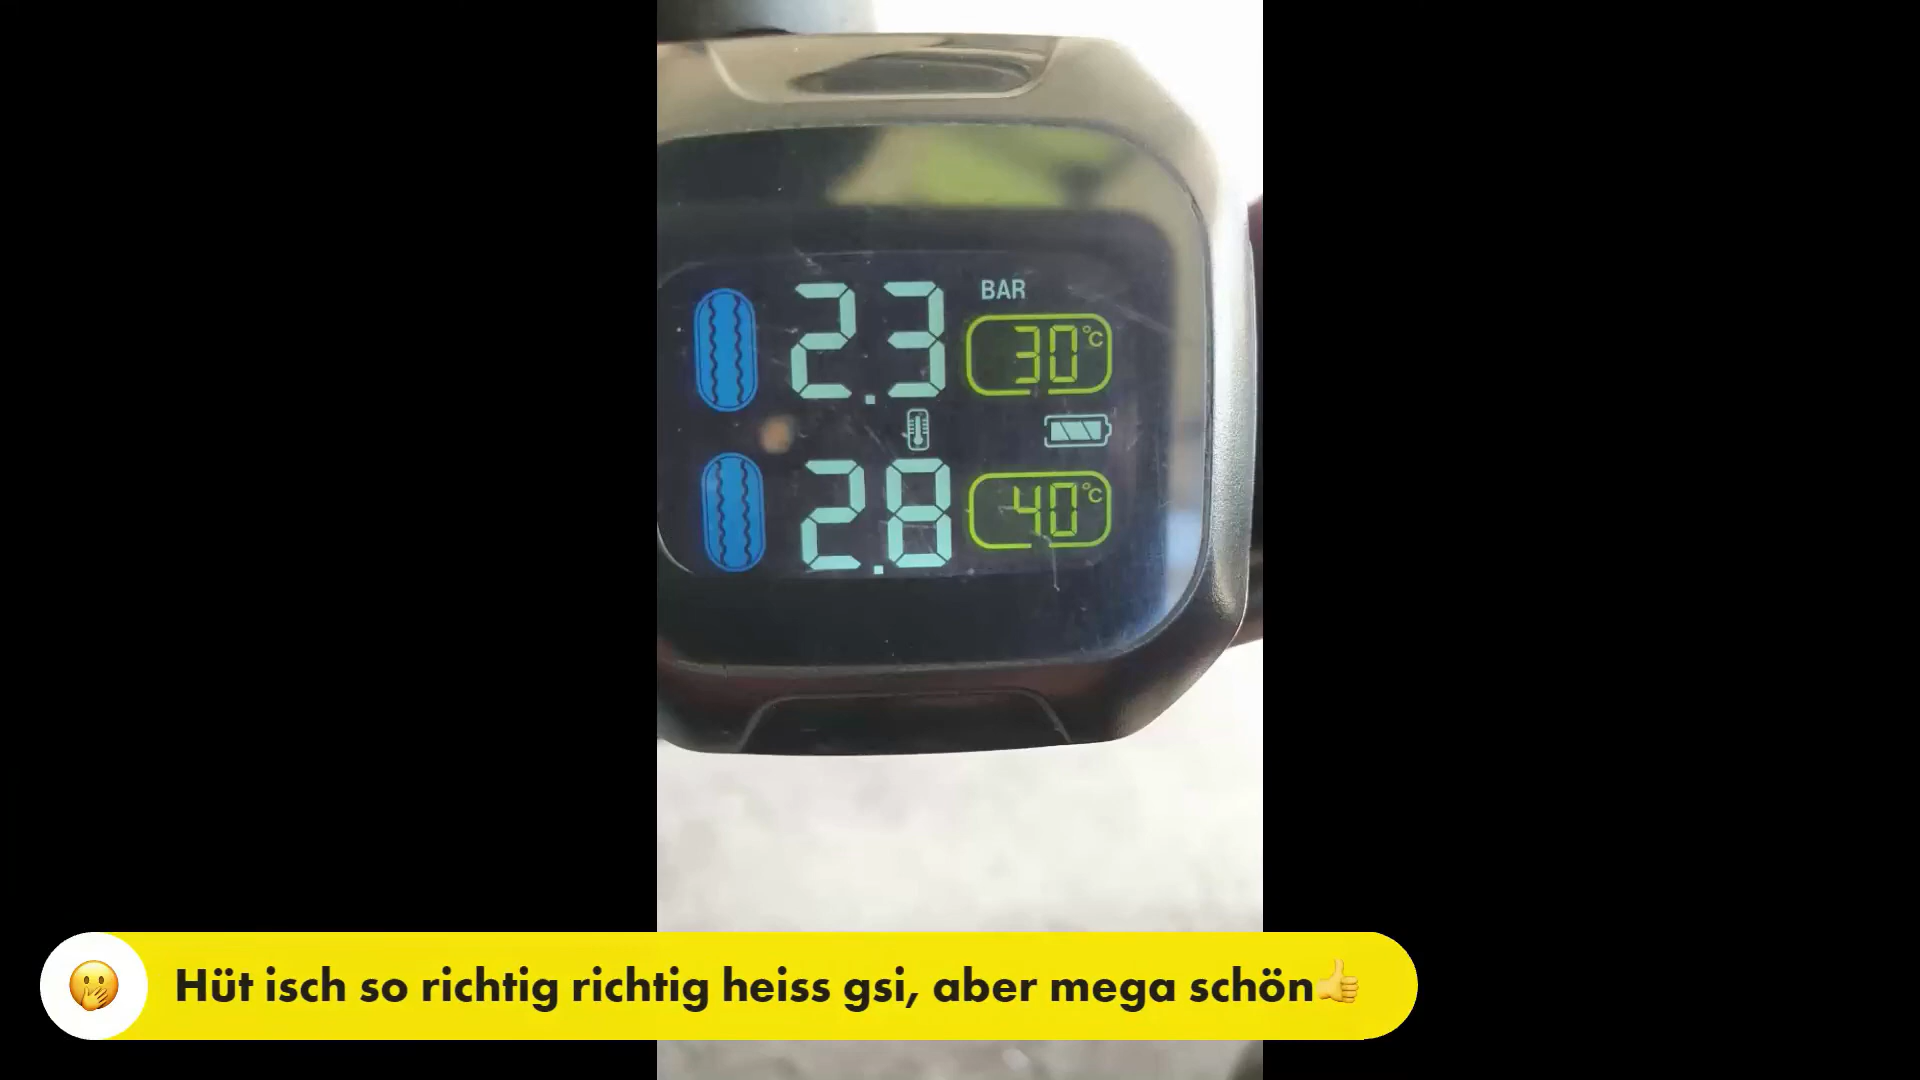 2.3 BAR
30°C
2.8 40°C
🫢 Hüt isch so richtig richtig heiss gsi, aber mega schön👍